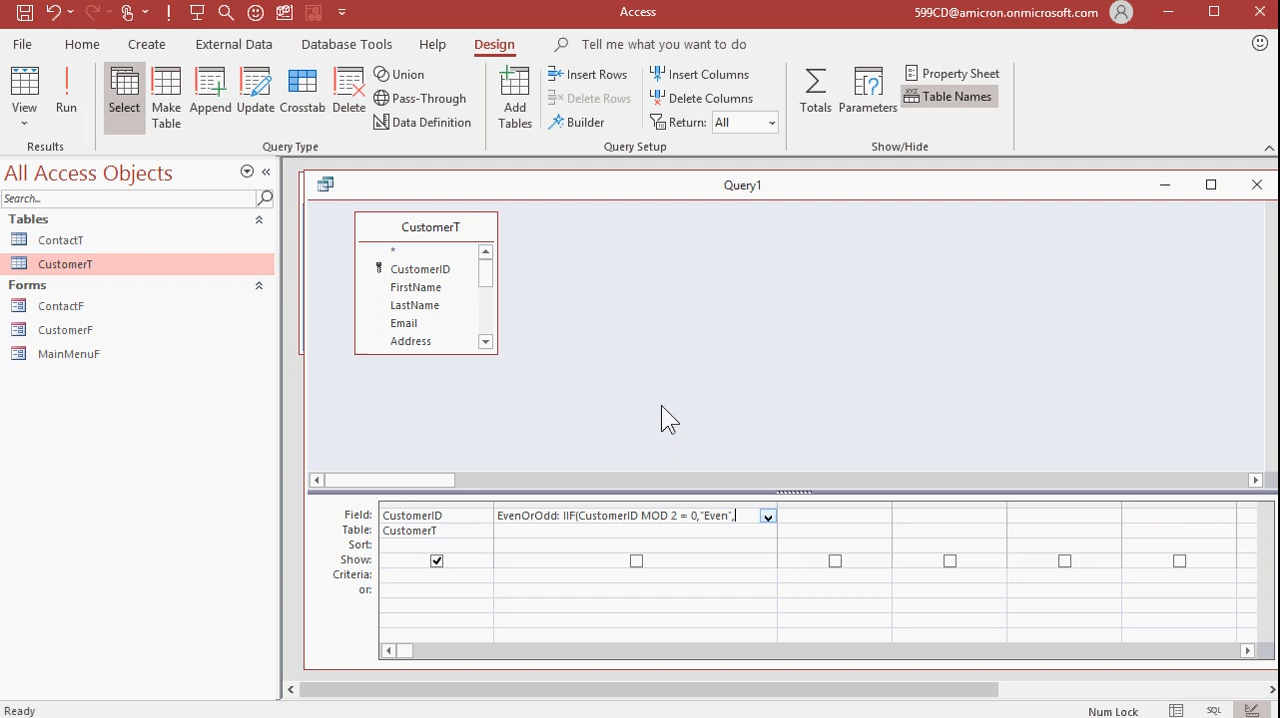 Access
599CD@amicron.onmicrosoft.com
File Home Create External Data Database Tools Help Design Tell me what you want to do
View
Run
Results
Select
Make Table
Append
Update
Crosstab
Delete
Union
Pass-Through
Data Definition
Query Type
Add Tables
Insert Rows
Delete Rows
Builder
Insert Columns
Delete Columns
Return: All
Query Setup
Totals
Parameters
Property Sheet
XYZ Table Names
Show/Hide
All Access Objects
Search...
Tables
ContactT
CustomerT
Forms
ContactF
CustomerF
MainMenuF
Query1
CustomerT
*
CustomerID
FirstName
LastName
Email
Address
Field: CustomerID EvenOrOdd: IIF(CustomerID MOD 2 = 0,"Even",
Table: CustomerT
Sort:
Show:
Criteria:
or:
Ready
Num Lock
SQL